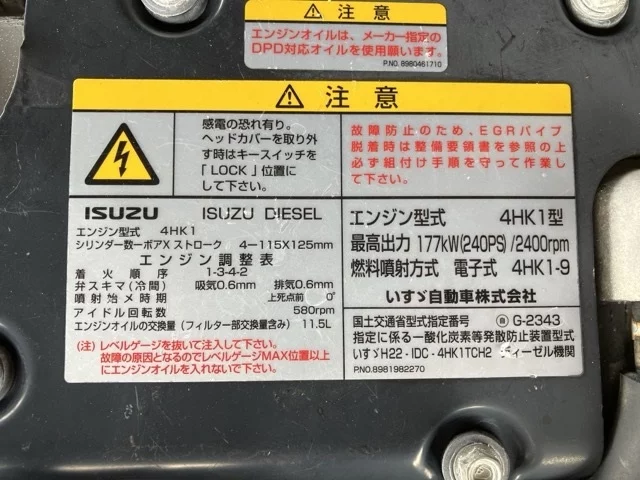 ⚠ 注意
エンジンオイルは、メーカー指定の
DPD対応オイルを使用願います。
P.NO. 8980461710
⚠ 注意
感電の恐れ有り。
ヘッドカバーを取り外
す時はキースイッチを
「LOCK」位置に
して下さい。
故障防止のため、EGRパイプ
脱着時は整備要領書を参照の上
必ず組付け手順を守って作業し
て下さい。
ISUZU ISUZU DIESEL
エンジン型式 4HK1
シリンダー数ーボアXストローク 4ー115X125mm
エンジン調整表
着火順序 1-3-4-2
弁スキマ(冷間) 吸気0.6mm 排気0.6mm
噴射始メ時期 上死点前 0°
アイドル回転数 580rpm
エンジンオイルの交換量(フィルター部交換量含み) 11.5L
(注)レベルゲージを抜いて注入して下さい。
故障の原因となるのでレベルゲージMAX位置以上
にエンジンオイルを入れないで下さい。
エンジン型式 4HK1型
最高出力 177kW(240PS)/2400rpm
燃料噴射方式 電子式 4HK1-9
いすゞ自動車株式会社
国土交通省型式指定番号 G-2343
指定に係る一酸化炭素等発散防止装置型式
いすゞH22-IDC-4HK1TCH2 ディーゼル機関
P.NO.8981982270